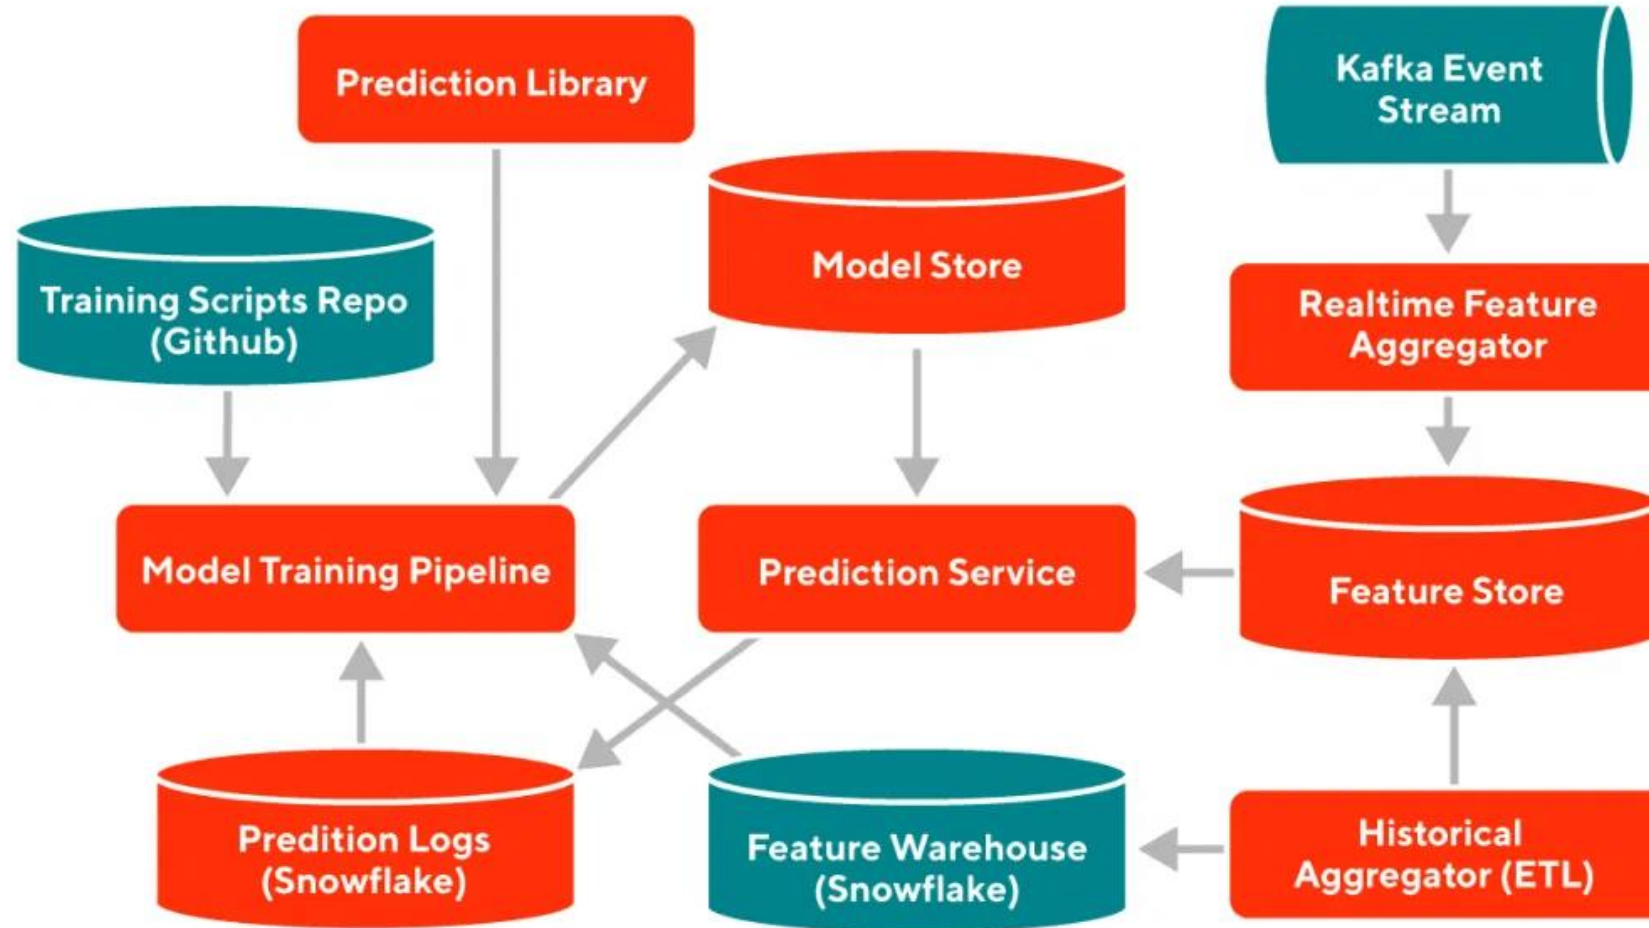 Prediction Library
Kafka Event
Stream
Model Store
Training Scripts Repo
(Github)
Realtime Feature
Aggregator
Model Training Pipeline
Prediction Service
Feature Store
Predition Logs
(Snowflake)
Feature Warehouse
(Snowflake)
Historical
Aggregator (ETL)